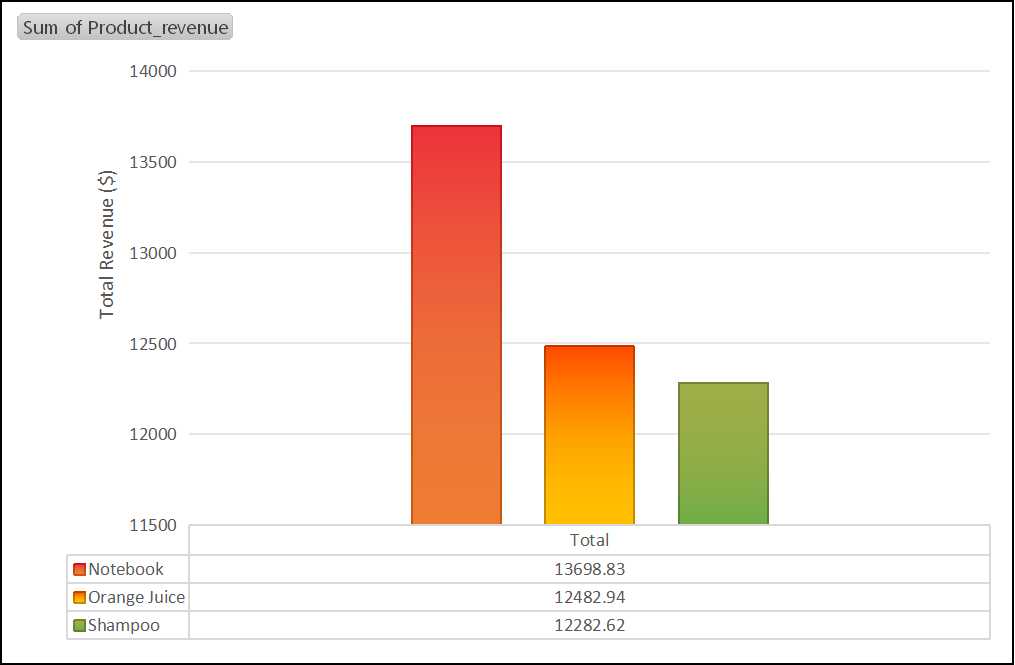 Sum of Product_revenue
Total Revenue ($)
14000
13500
13000
12500
12000
11500
Total
Notebook 13698.83
Orange Juice 12482.94
Shampoo 12282.62